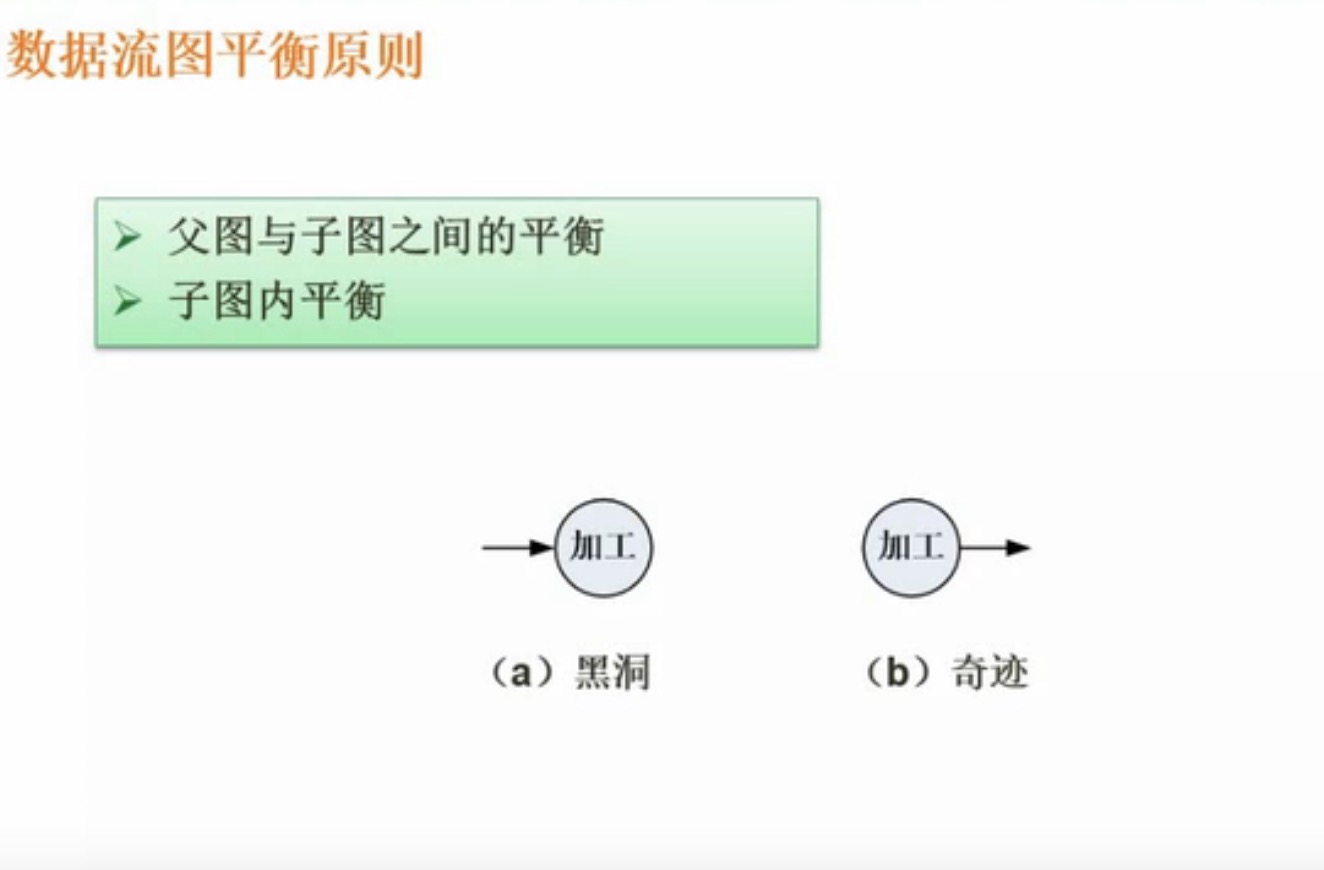 数据流图平衡原则
父图与子图之间的平衡
子图内平衡
加工
加工
（a）黑洞
（b）奇迹